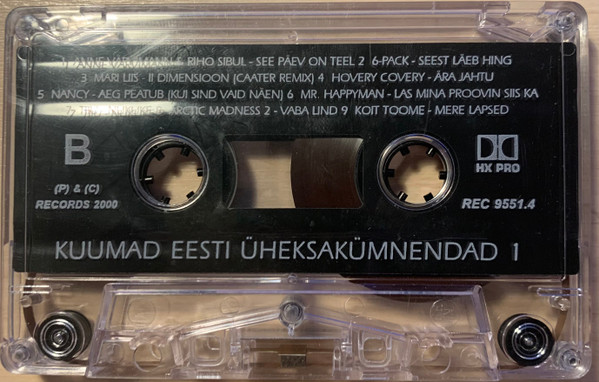 & RIHO SIBUL - SEE PÄEV ON TEEL 2 6-PACK - SEEST LÄEB HING
3 MARI LIIS - II DIMENSIOON (CAATER REMIX) 4 HOVERY COVERY - ÄRA JAHTU
5 NANCY - AEG PEATUB (KUI SIND VAID NÄEN) 6 MR. HAPPYMAN - LAS MINA PROOVIN SIIS KA
ARCTIC MADNESS 2 - VABA LIND 9 KOIT TOOME - MERE LAPSED
B
HX PRO
(P) & (C)
RECORDS 2000
REC 9551.4
KUUMAD EESTI ÜHEKSAKÜMNENDAD 1